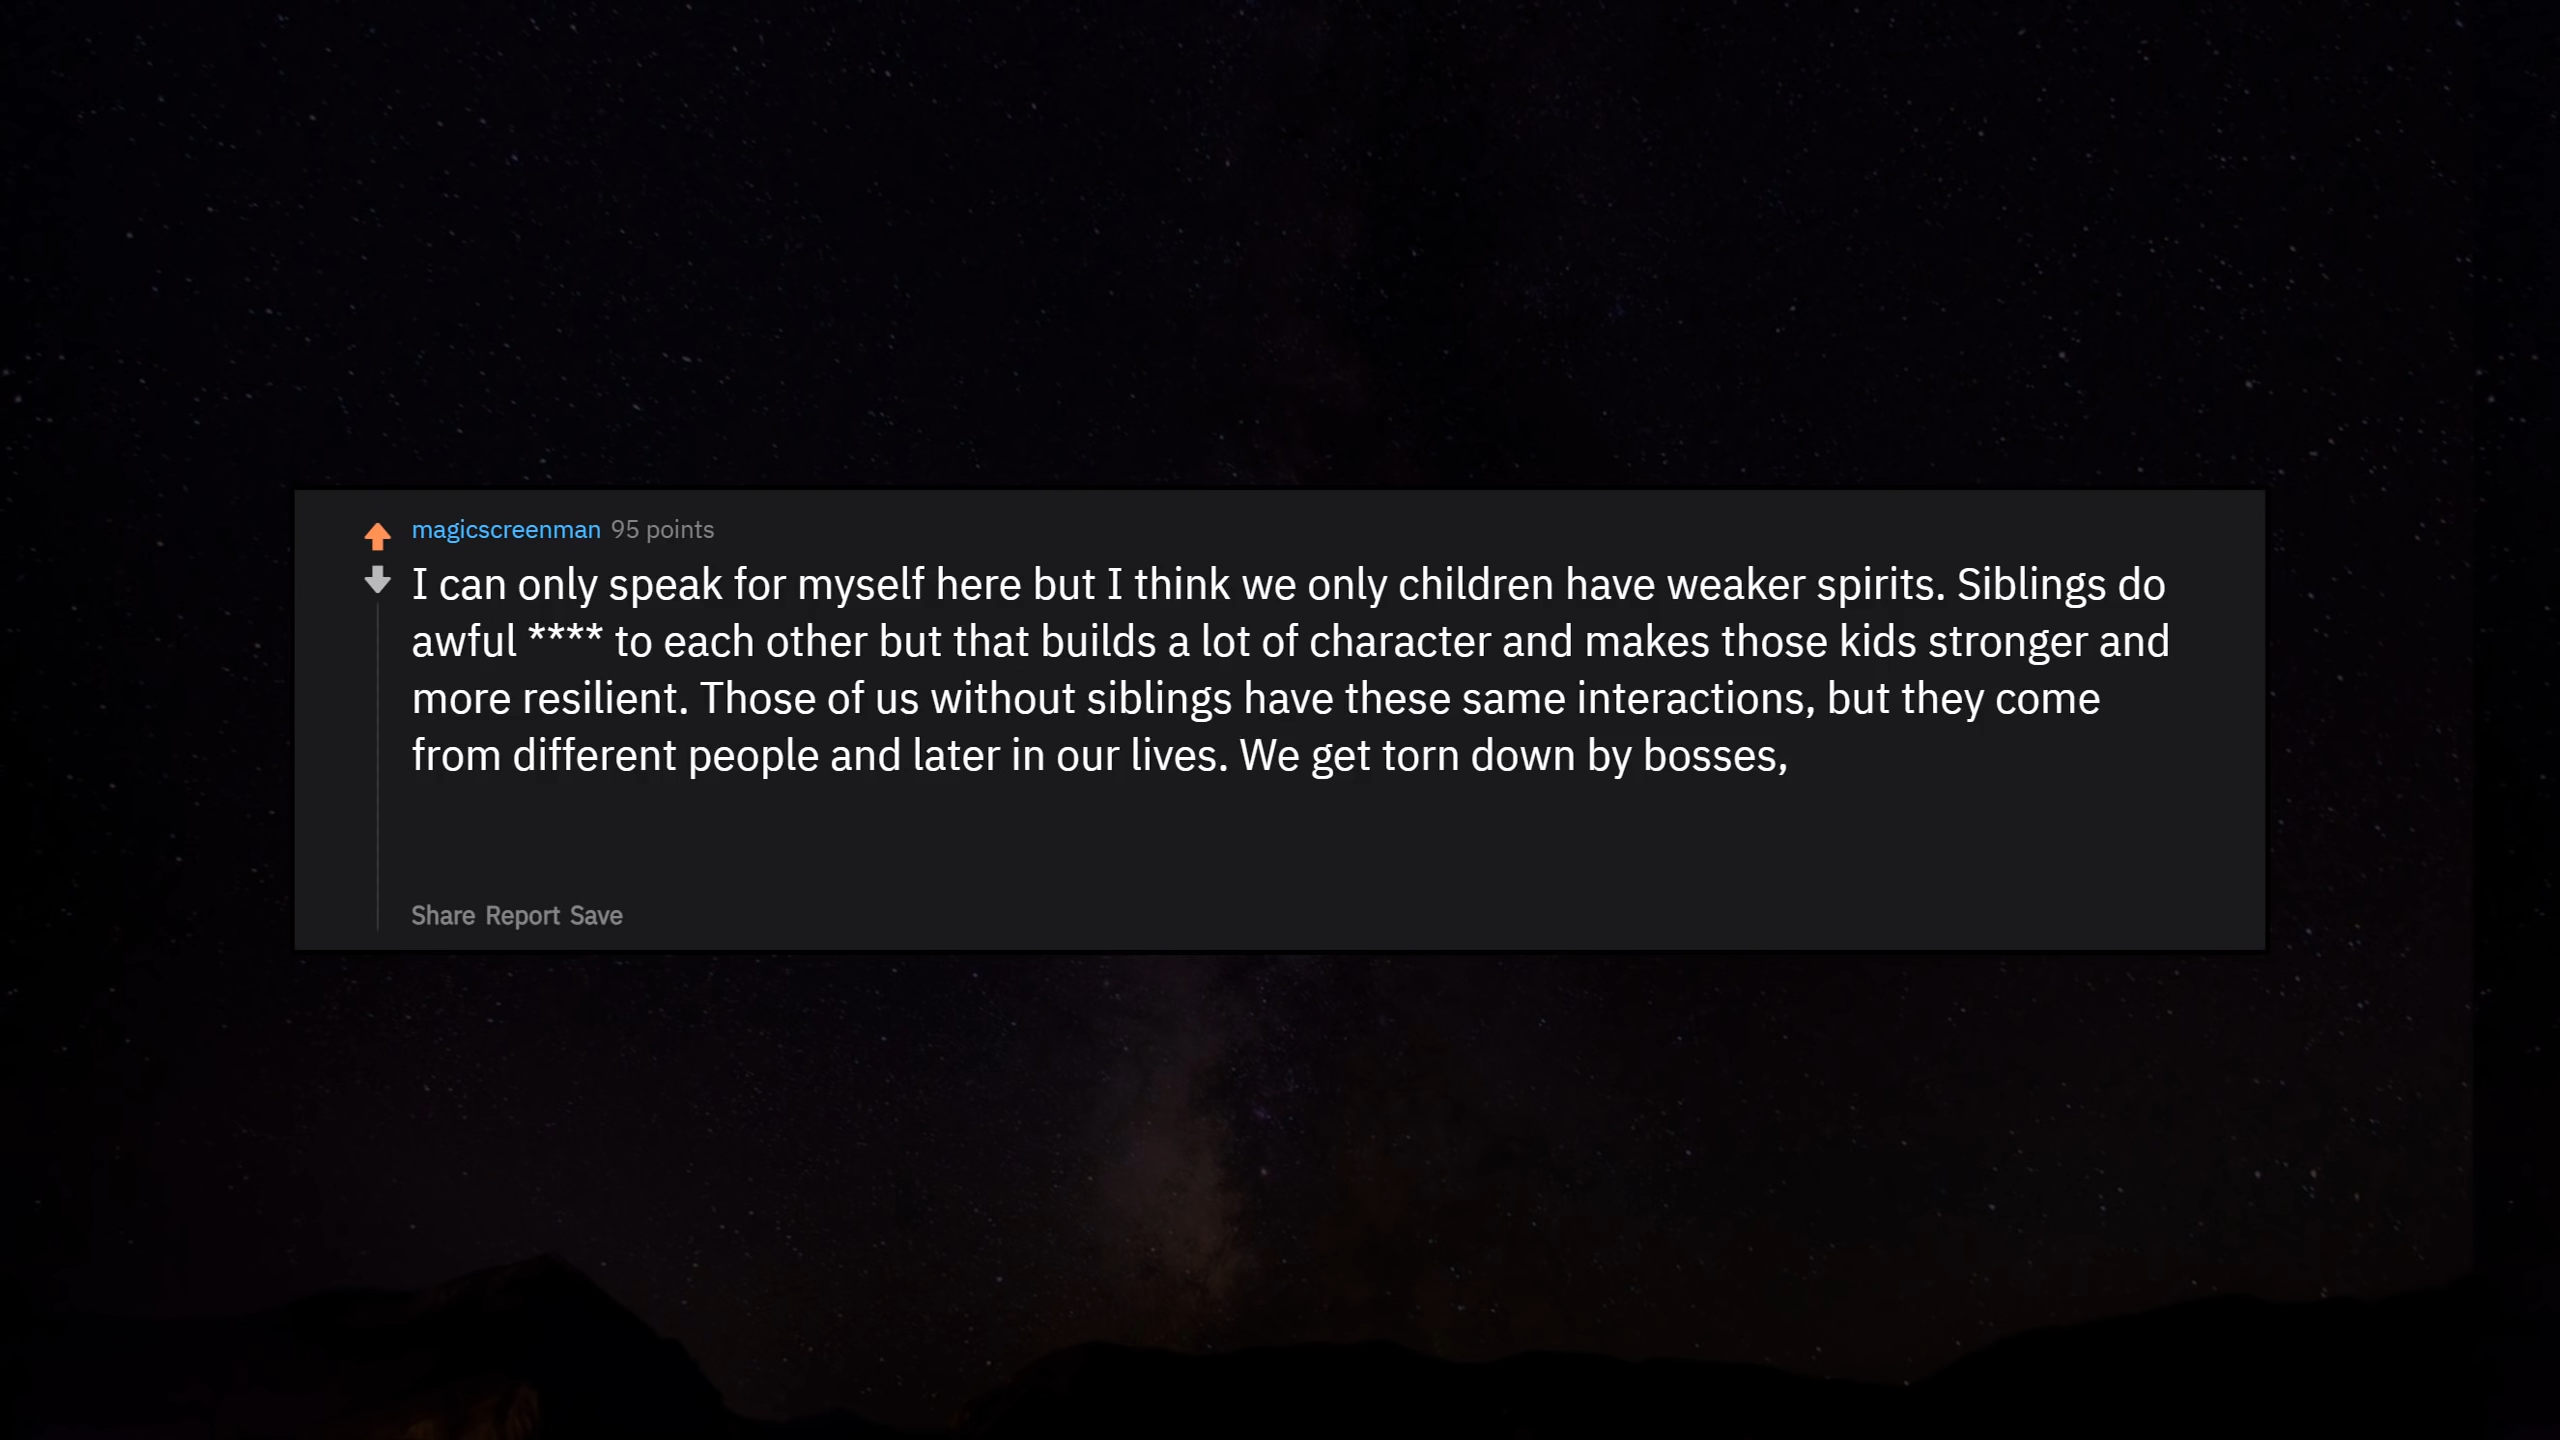 magicscreenman 95 points
I can only speak for myself here but I think we only children have weaker spirits. Siblings do
awful **** to each other but that builds a lot of character and makes those kids stronger and
more resilient. Those of us without siblings have these same interactions, but they come
from different people and later in our lives. We get torn down by bosses,
Share Report Save